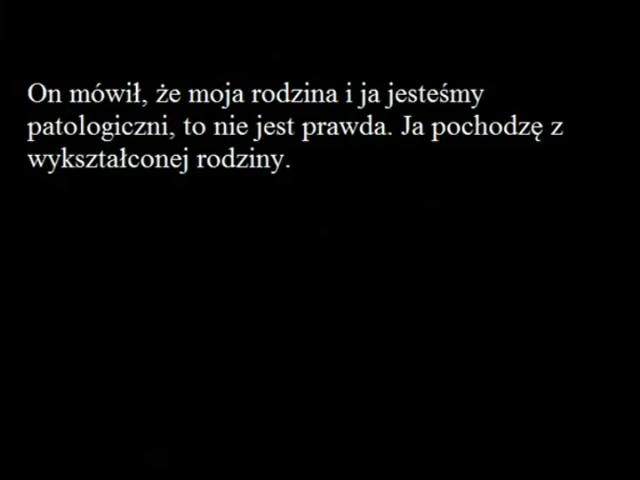 On mówił, że moja rodzina i ja jesteśmy
patologiczni, to nie jest prawda. Ja pochodzę z
wykształconej rodziny.